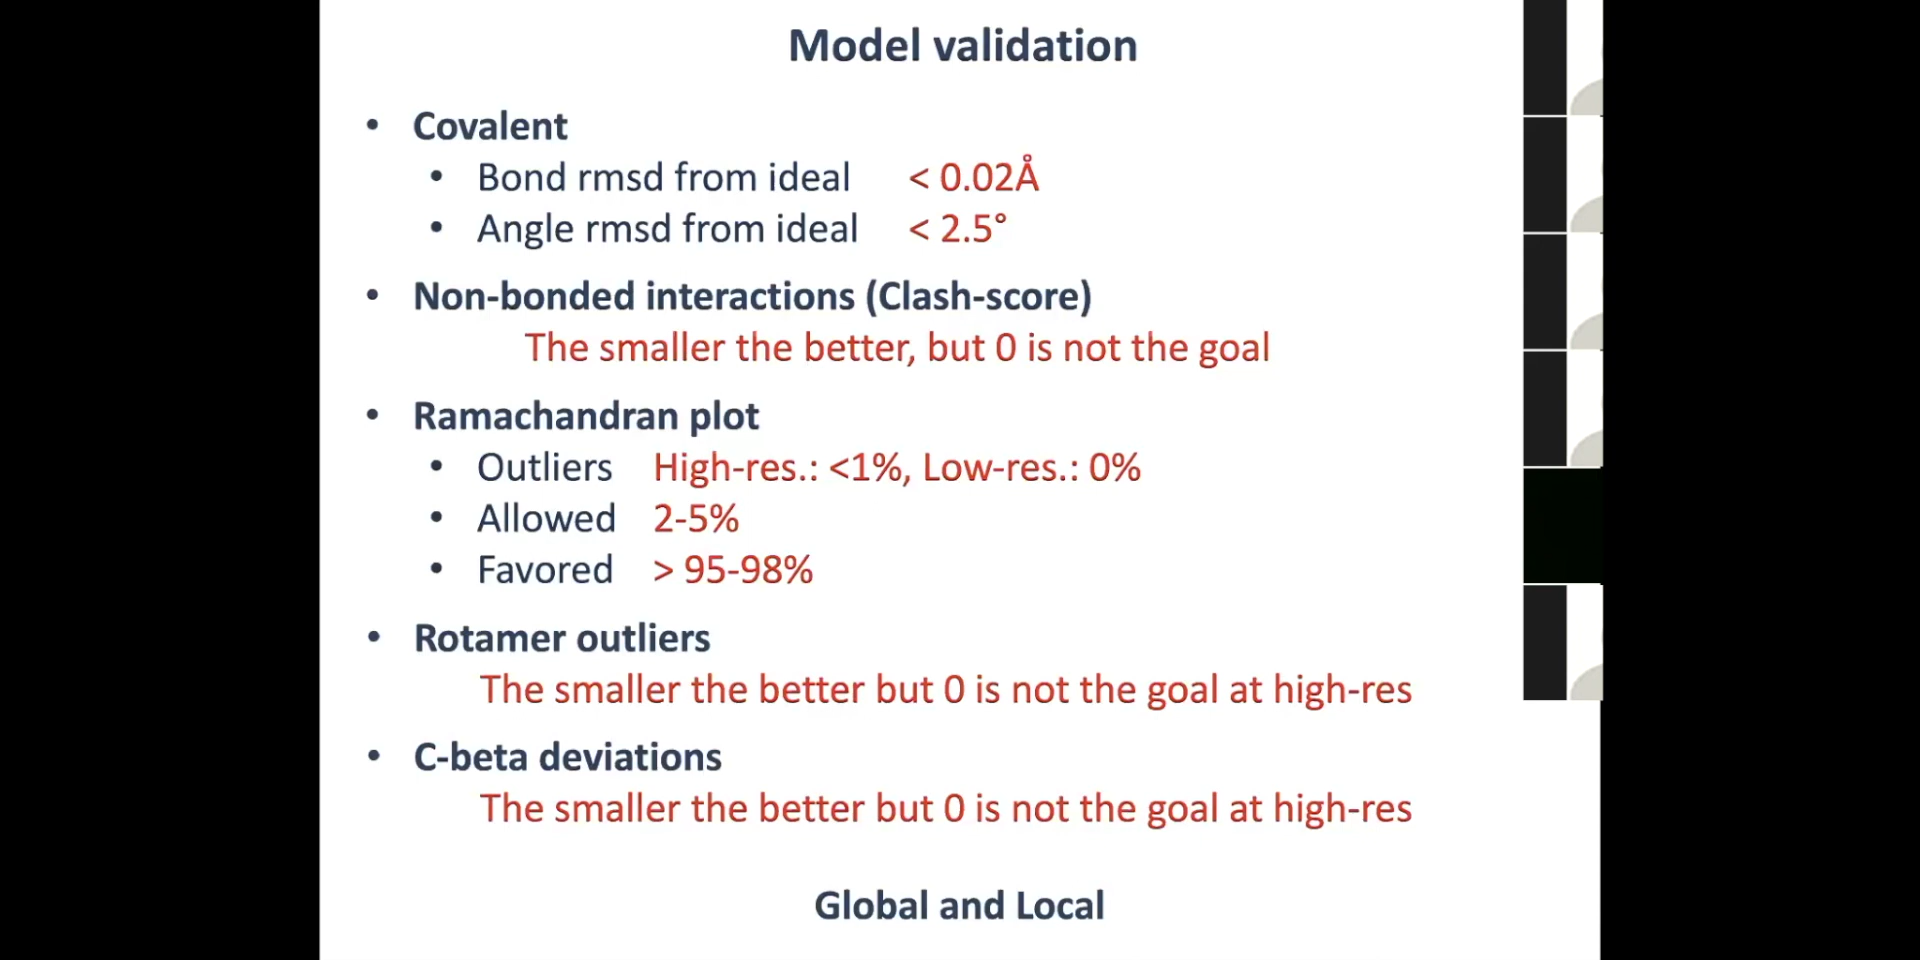 Model validation
• Covalent
• Bond rmsd from ideal < 0.02Å
• Angle rmsd from ideal < 2.5°
• Non-bonded interactions (Clash-score)
The smaller the better, but 0 is not the goal
• Ramachandran plot
• Outliers High-res.: <1%, Low-res.: 0%
• Allowed 2-5%
• Favored > 95-98%
• Rotamer outliers
The smaller the better but 0 is not the goal at high-res
• C-beta deviations
The smaller the better but 0 is not the goal at high-res
Global and Local